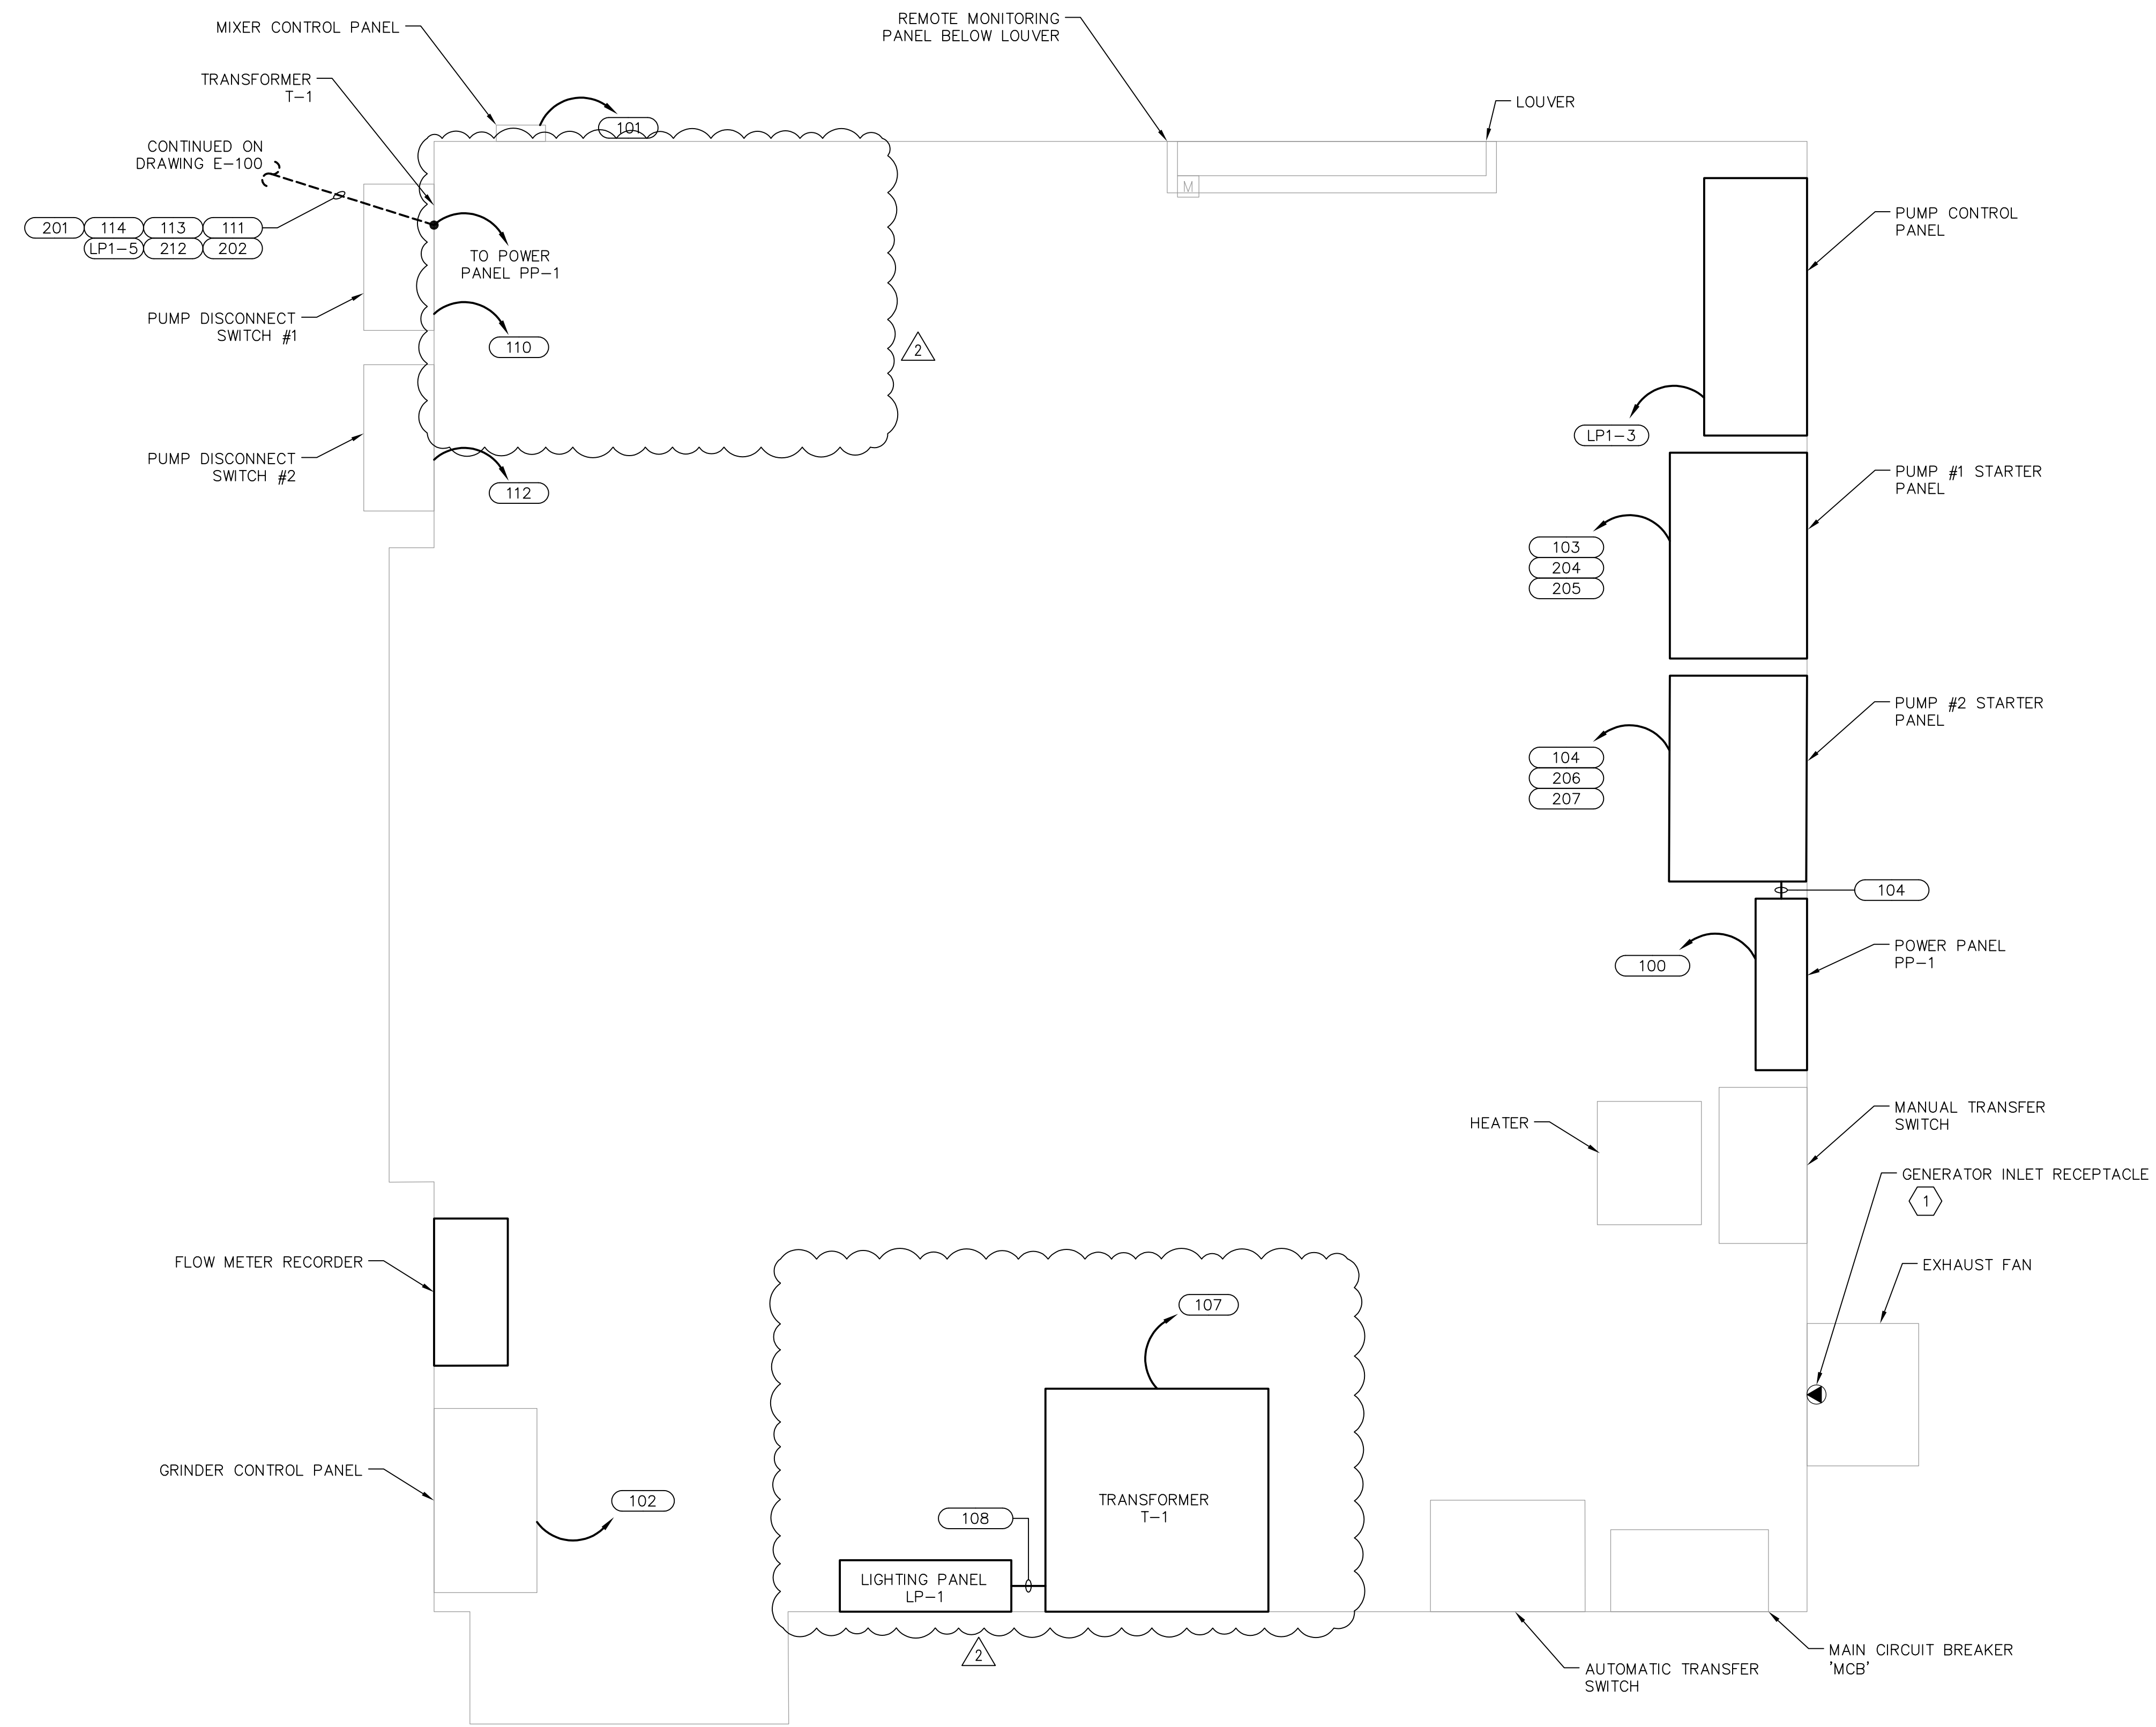 MIXER CONTROL PANEL
REMOTE MONITORING
PANEL BELOW LOUVER
TRANSFORMER
T-1
LOUVER
101
CONTINUED ON
DRAWING E-100
M
201 114 113 111
LP1-5 212 202
PUMP CONTROL
PANEL
TO POWER
PANEL PP-1
PUMP DISCONNECT
SWITCH #1
110
2
LP1-3
PUMP DISCONNECT
SWITCH #2
112
PUMP #1 STARTER
PANEL
103
204
205
PUMP #2 STARTER
PANEL
104
206
207
104
POWER PANEL
PP-1
100
HEATER
MANUAL TRANSFER
SWITCH
GENERATOR INLET RECEPTACLE
1
FLOW METER RECORDER
EXHAUST FAN
107
GRINDER CONTROL PANEL
102
TRANSFORMER
T-1
108
LIGHTING PANEL
LP-1
2
MAIN CIRCUIT BREAKER
'MCB'
AUTOMATIC TRANSFER
SWITCH